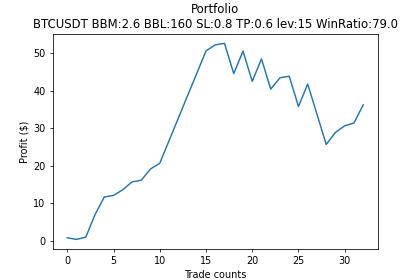 Portfolio
BTCUSDT BBM:2.6 BBL:160 SL:0.8 TP:0.6 lev:15 WinRatio:79.0
Profit ($)
50
40
30
20
10
0
0 5 10 15 20 25 30
Trade counts